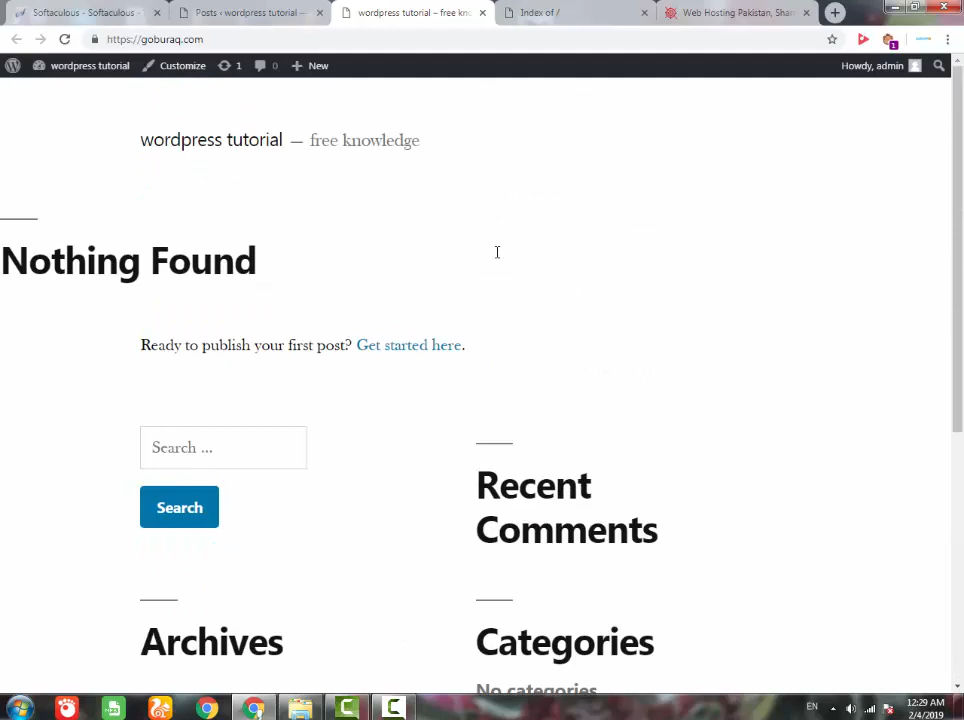 Softaculous - Softaculous -
Posts ‹ wordpress tutorial —
wordpress tutorial – free kno
Index of /
Web Hosting Pakistan, Shar
https://goburaq.com
1
wordpress tutorial
Customize
1
0
New
Howdy, admin
wordpress tutorial — free knowledge
Nothing Found
Ready to publish your first post? Get started here.
Search ...
Search
Recent
Comments
Archives
Categories
No categories
EN
12:29 AM
2/4/2019